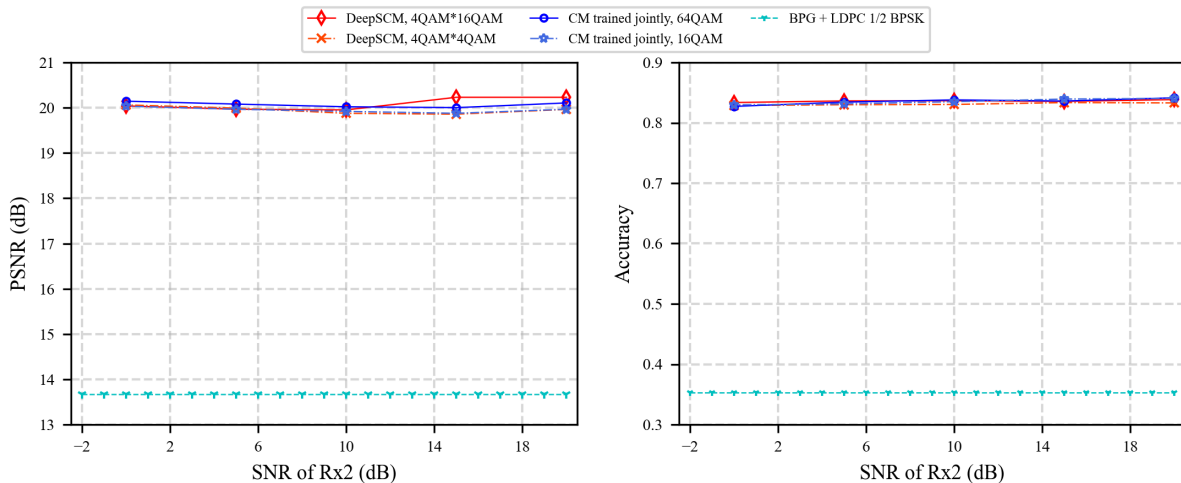 DeepSCM, 4QAM*16QAM CM trained jointly, 64QAM BPG + LDPC 1/2 BPSK
DeepSCM, 4QAM*4QAM CM trained jointly, 16QAM
21
20
19
18
17
16
15
14
13
PSNR (dB)
−2 2 6 10 14 18
SNR of Rx2 (dB)
0.9
0.8
0.7
0.6
0.5
0.4
0.3
Accuracy
−2 2 6 10 14 18
SNR of Rx2 (dB)